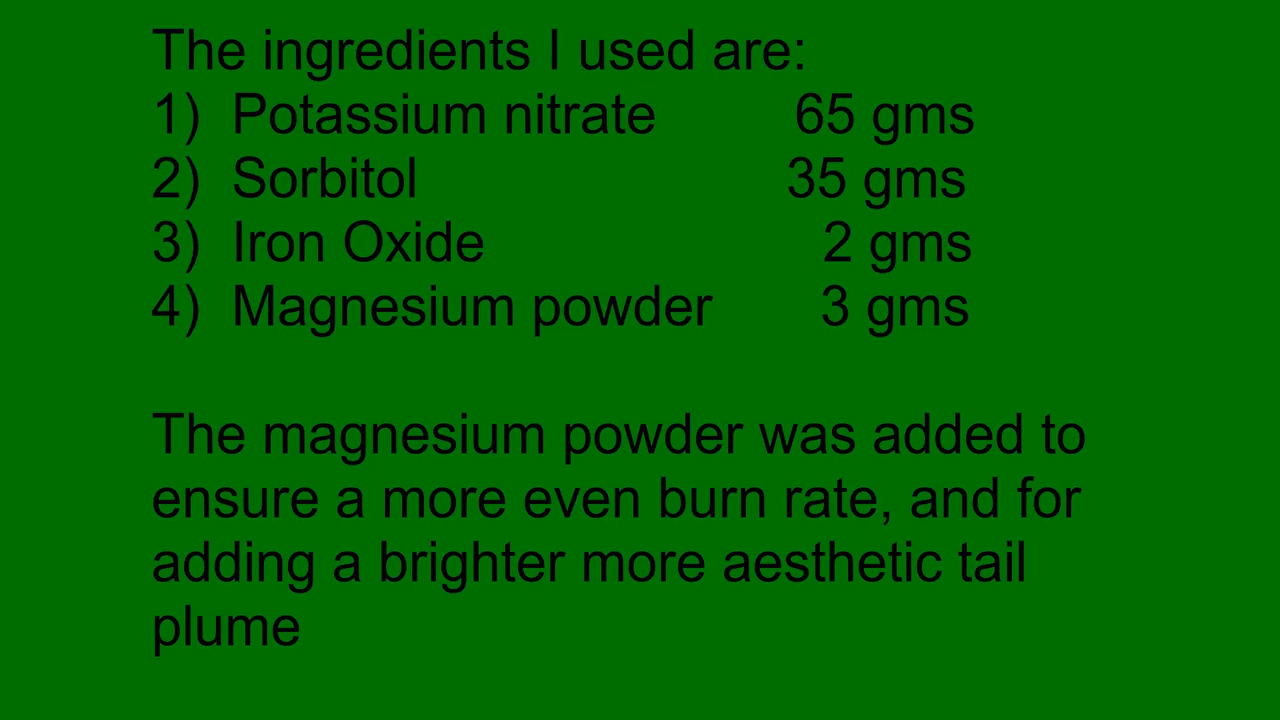 The ingredients I used are:
1) Potassium nitrate 65 gms
2) Sorbitol 35 gms
3) Iron Oxide 2 gms
4) Magnesium powder 3 gms
The magnesium powder was added to
ensure a more even burn rate, and for
adding a brighter more aesthetic tail
plume